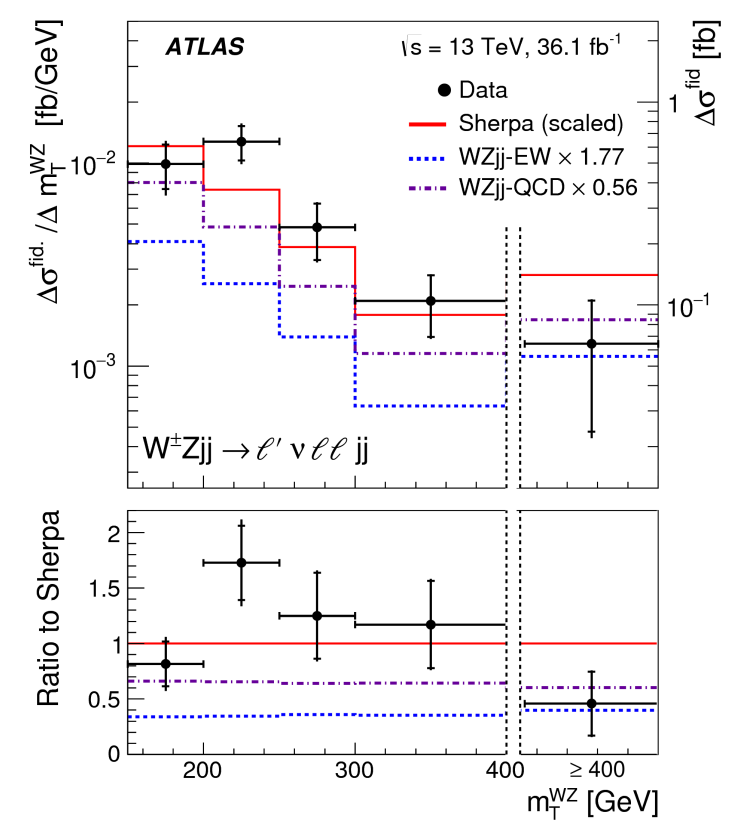 ATLAS
√s = 13 TeV, 36.1 fb⁻¹
Data
Sherpa (scaled)
WZjj-EW × 1.77
WZjj-QCD × 0.56
Δσ^fid. /Δ m_T^WZ [fb/GeV]
Δσ^fid [fb]
10⁻²
10⁻³
1
10⁻¹
W±Zjj → ℓ′ ν ℓ ℓ jj
Ratio to Sherpa
2
1.5
1
0.5
0
200 300 400 ≥ 400
m_T^WZ [GeV]